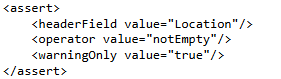 <assert>
    <headerField value="Location"/>
    <operator value="notEmpty"/>
    <warningOnly value="true"/>
</assert>